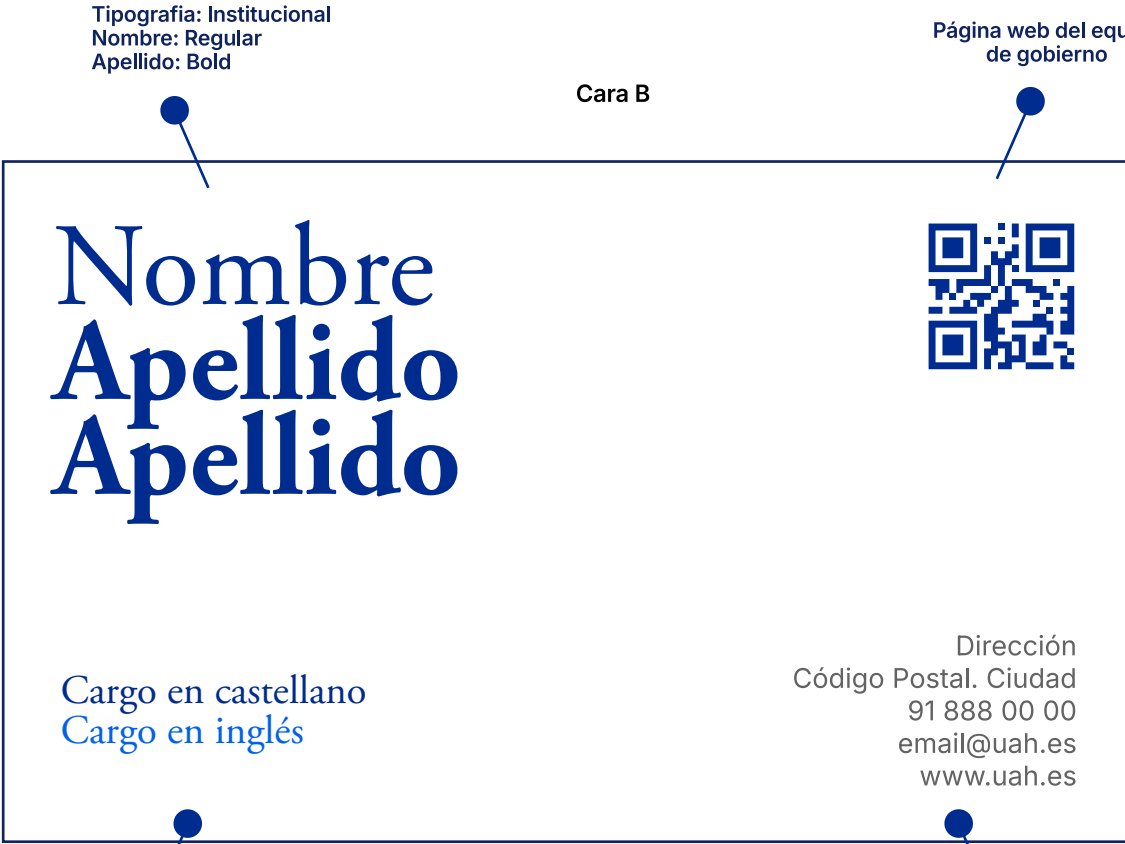 Tipografia: Institucional
Nombre: Regular
Apellido: Bold
Página web del equ
de gobierno
Cara B
Nombre
Apellido
Apellido
Cargo en castellano
Cargo en inglés
Dirección
Código Postal. Ciudad
91 888 00 00
email@uah.es
www.uah.es